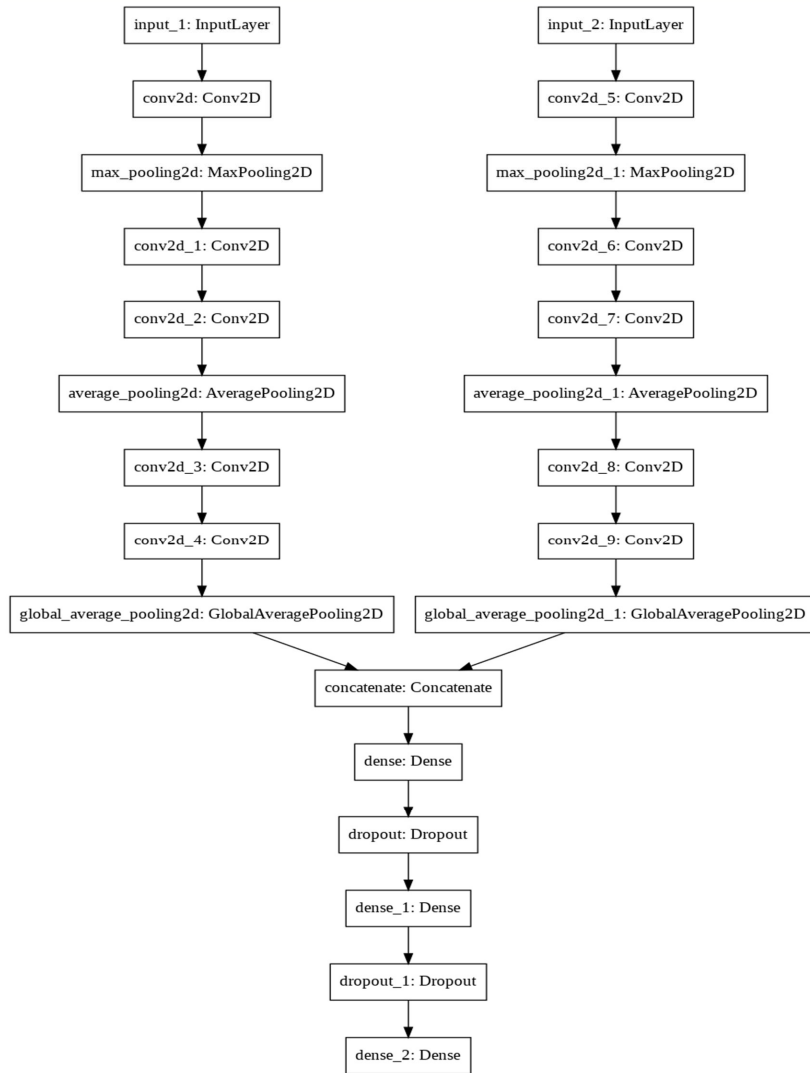 input_1: InputLayer
input_2: InputLayer
conv2d: Conv2D
conv2d_5: Conv2D
max_pooling2d: MaxPooling2D
max_pooling2d_1: MaxPooling2D
conv2d_1: Conv2D
conv2d_6: Conv2D
conv2d_2: Conv2D
conv2d_7: Conv2D
average_pooling2d: AveragePooling2D
average_pooling2d_1: AveragePooling2D
conv2d_3: Conv2D
conv2d_8: Conv2D
conv2d_4: Conv2D
conv2d_9: Conv2D
global_average_pooling2d: GlobalAveragePooling2D
global_average_pooling2d_1: GlobalAveragePooling2D
concatenate: Concatenate
dense: Dense
dropout: Dropout
dense_1: Dense
dropout_1: Dropout
dense_2: Dense